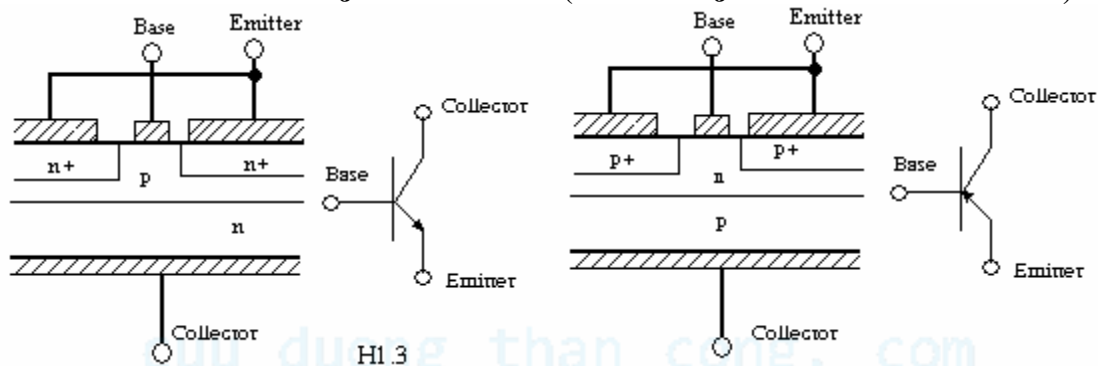 Base
Emitter
Base
Emitter
Collector
Collector
n+
p
n+
p+
n
p+
Base
Base
n
p
Emitter
Emitter
Collector
Collector
H1.3
cuu duong than cong. com